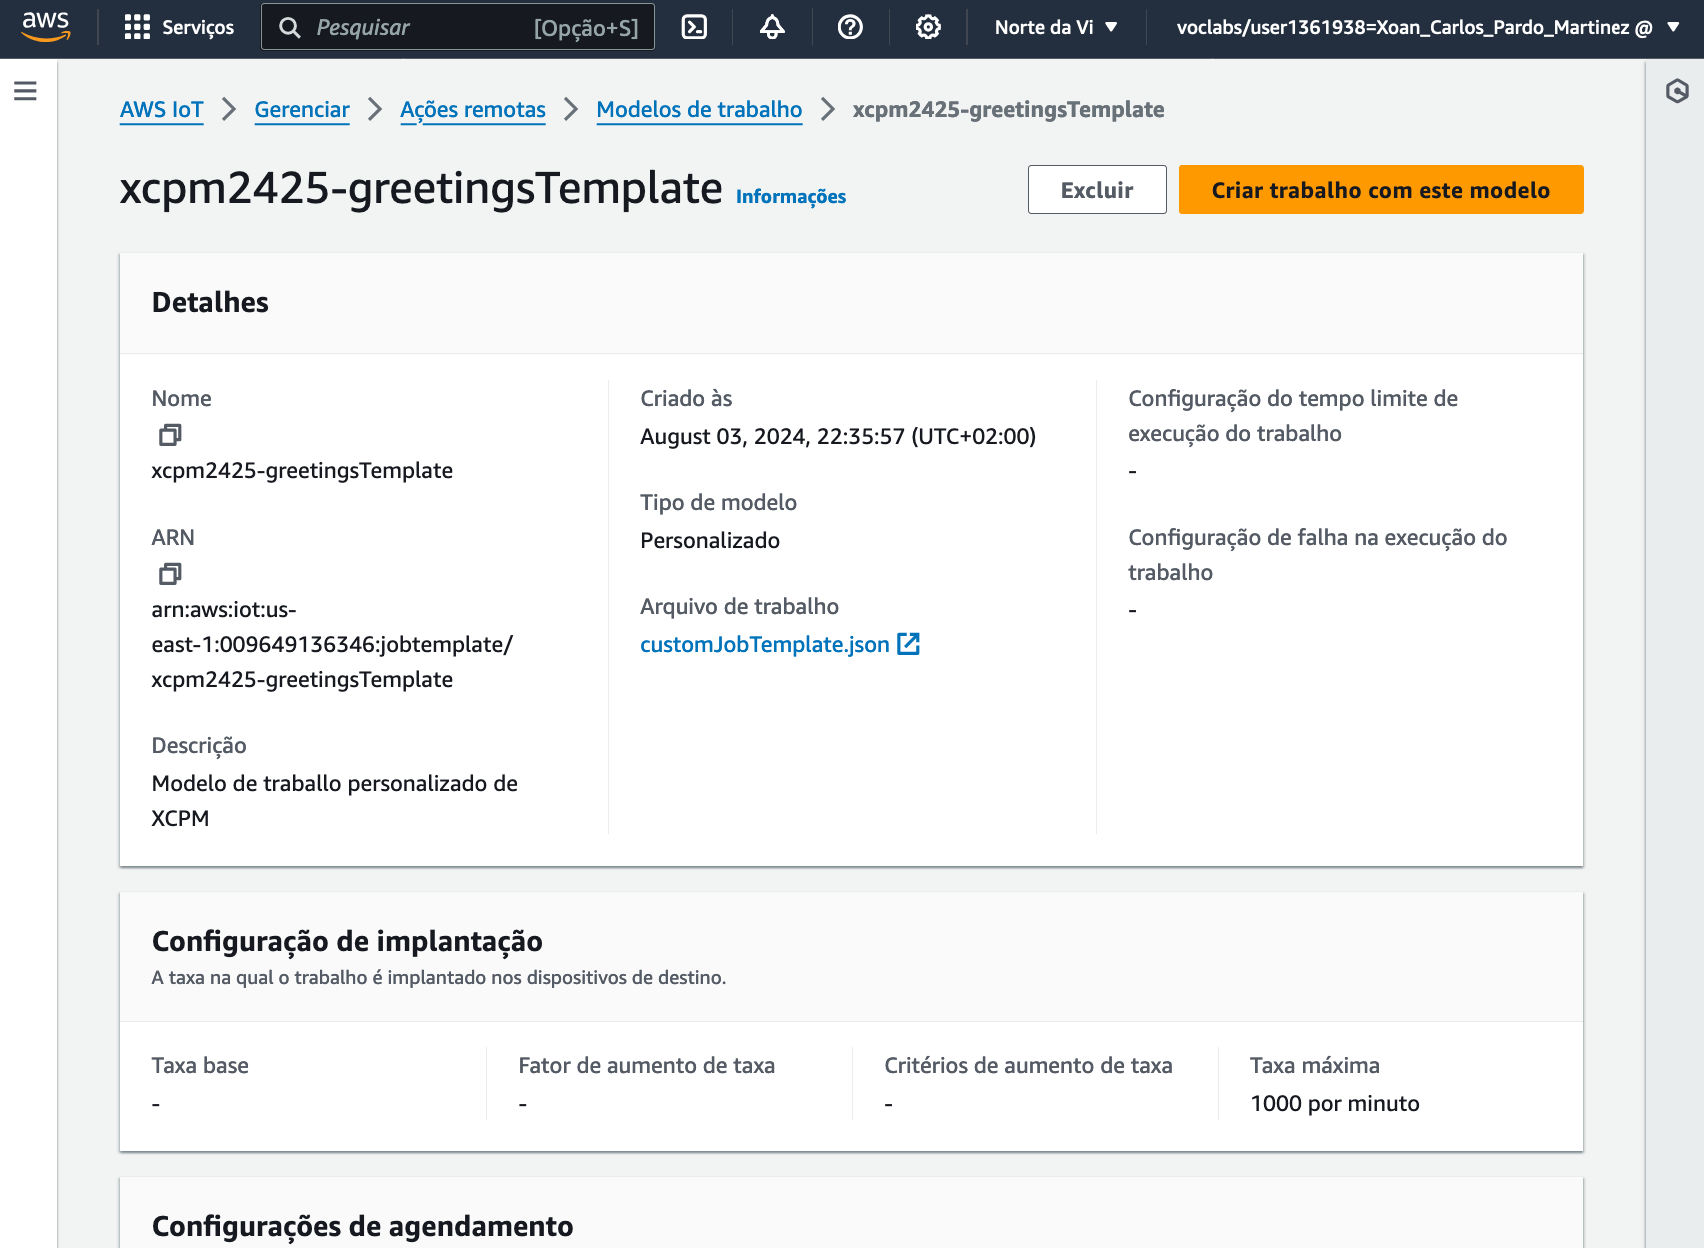 aws
Serviços
Pesquisar [Opção+S]
Norte da Vi
voclabs/user1361938=Xoan_Carlos_Pardo_Martinez @
AWS IoT > Gerenciar > Ações remotas > Modelos de trabalho > xcpm2425-greetingsTemplate
xcpm2425-greetingsTemplate Informações
Excluir
Criar trabalho com este modelo
Detalhes
Nome
xcpm2425-greetingsTemplate
ARN
arn:aws:iot:us-
east-1:009649136346:jobtemplate/
xcpm2425-greetingsTemplate
Descrição
Modelo de traballo personalizado de
XCPM
Criado às
August 03, 2024, 22:35:57 (UTC+02:00)
Tipo de modelo
Personalizado
Arquivo de trabalho
customJobTemplate.json
Configuração do tempo limite de
execução do trabalho
-
Configuração de falha na execução do
trabalho
-
Configuração de implantação
A taxa na qual o trabalho é implantado nos dispositivos de destino.
Taxa base
-
Fator de aumento de taxa
-
Critérios de aumento de taxa
-
Taxa máxima
1000 por minuto
Configurações de agendamento